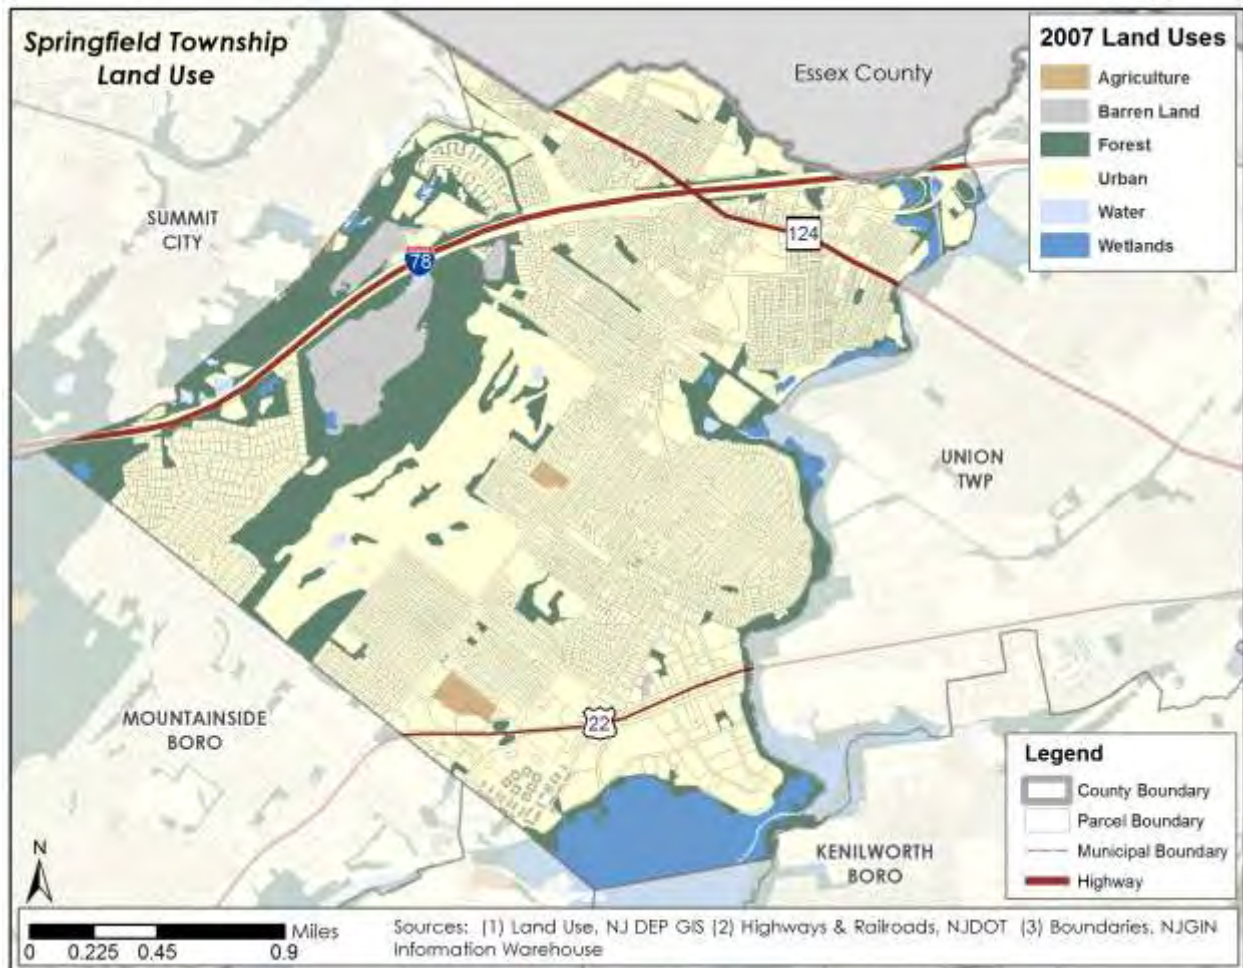 Springfield Township
Land Use
Essex County
2007 Land Uses
Agriculture
Barren Land
Forest
Urban
Water
Wetlands
SUMMIT
CITY
124
78
UNION
TWP
MOUNTAINSIDE
BORO
22
KENILWORTH
BORO
Legend
County Boundary
Parcel Boundary
Municipal Boundary
Highway
N
Miles
0 0.225 0.45 0.9
Sources: (1) Land Use, NJ DEP GIS (2) Highways & Railroads, NJDOT (3) Boundaries, NJGIN
Information Warehouse